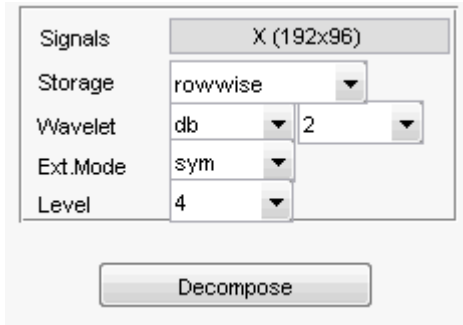 Signals X (192x96)
Storage rowwise
Wavelet db 2
Ext.Mode sym
Level 4
Decompose